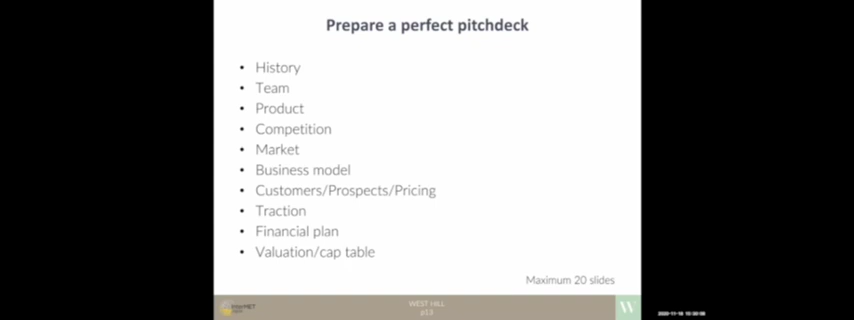 Prepare a perfect pitchdeck
• History
• Team
• Product
• Competition
• Market
• Business model
• Customers/Prospects/Pricing
• Traction
• Financial plan
• Valuation/cap table
Maximum 20 slides
WEST HILL
p13
W